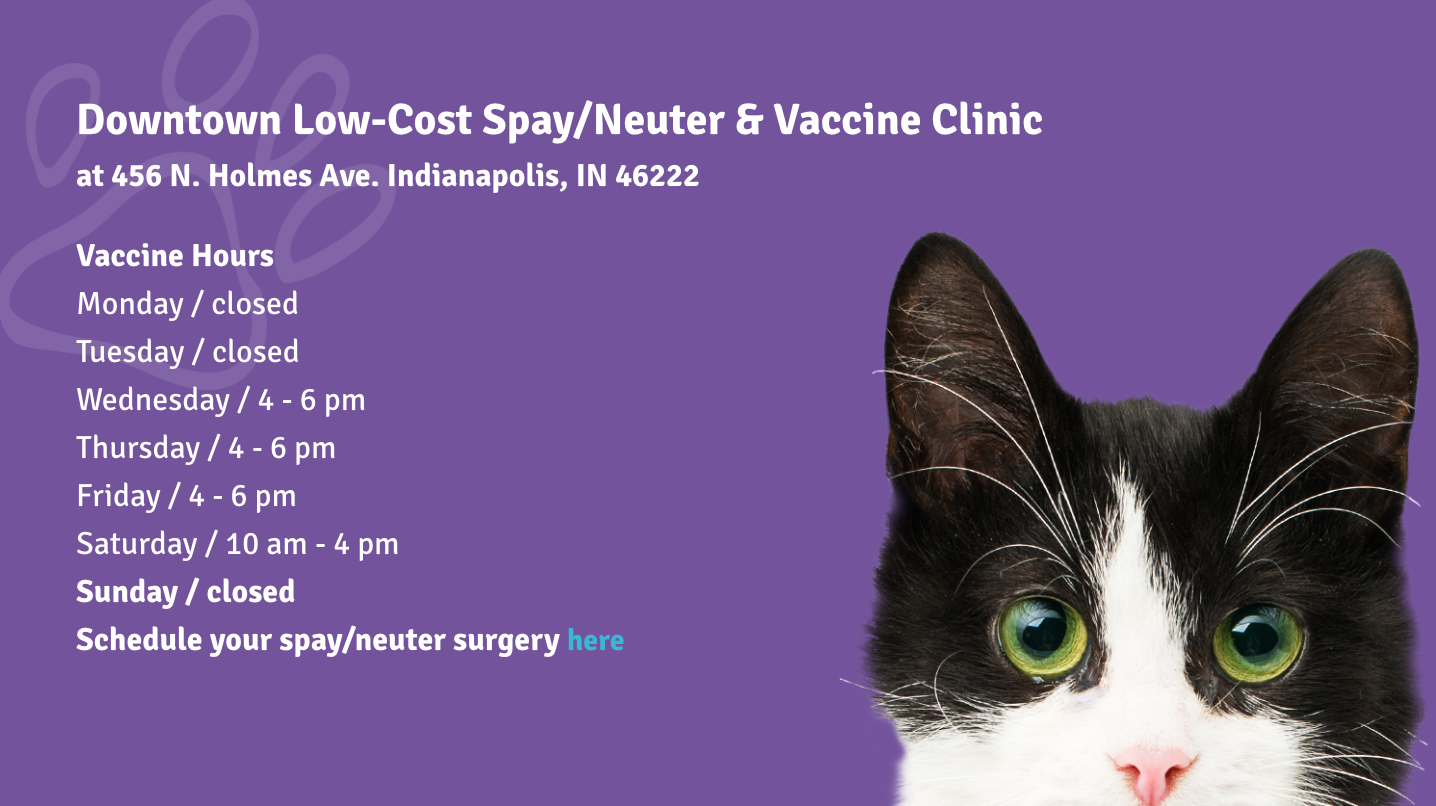 Downtown Low-Cost Spay/Neuter & Vaccine Clinic
at 456 N. Holmes Ave. Indianapolis, IN 46222
Vaccine Hours
Monday / closed
Tuesday / closed
Wednesday / 4 - 6 pm
Thursday / 4 - 6 pm
Friday / 4 - 6 pm
Saturday / 10 am - 4 pm
Sunday / closed
Schedule your spay/neuter surgery here